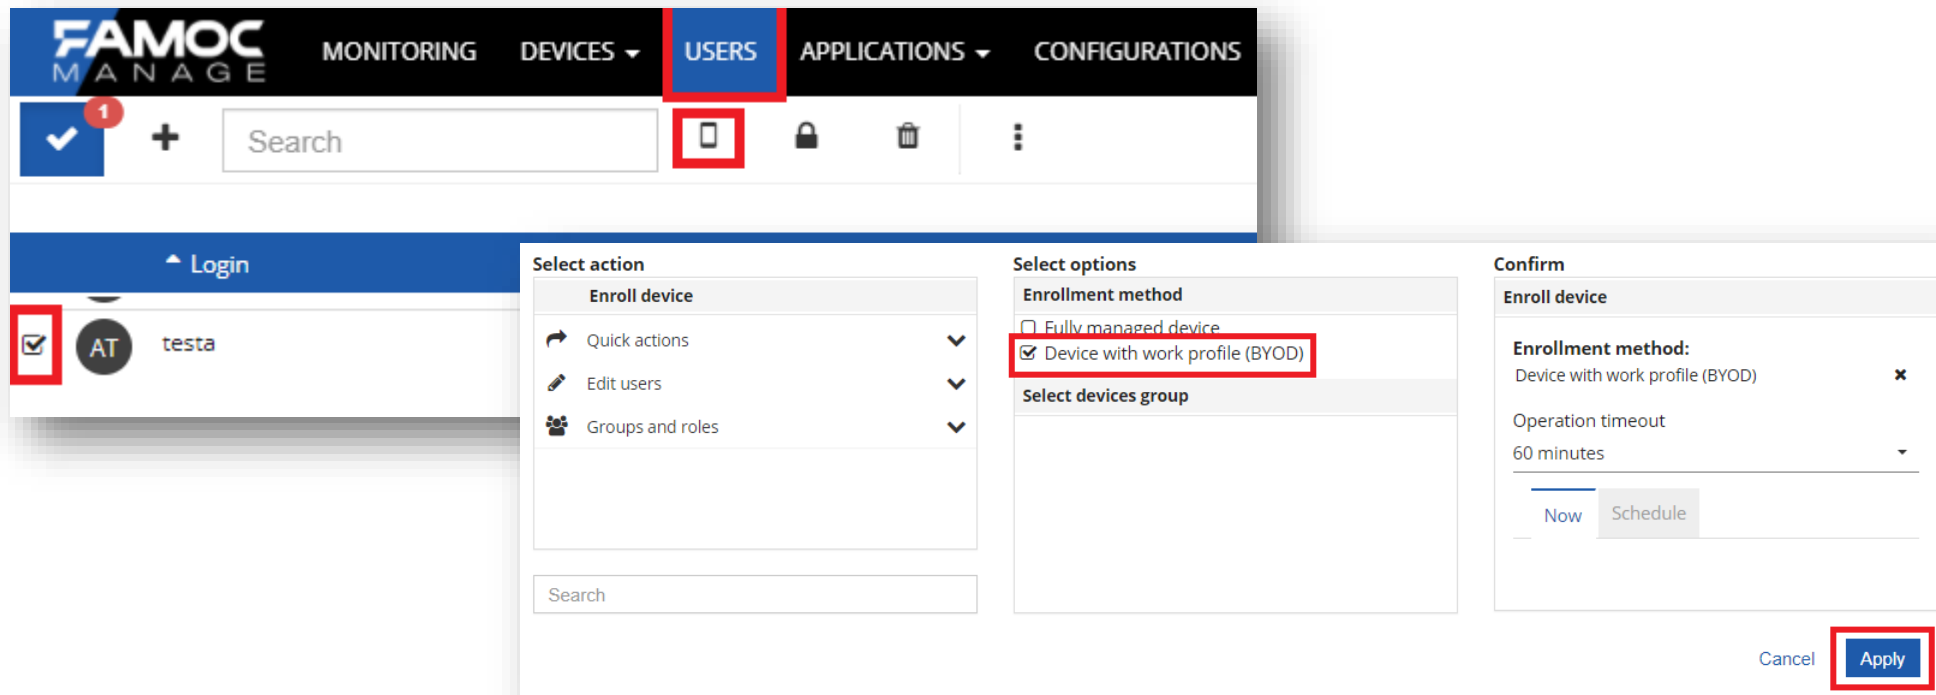 FAMOC
MANAGE
MONITORING
DEVICES
USERS
APPLICATIONS
CONFIGURATIONS
1
Search
Login
AT
testa
Select action
Enroll device
Quick actions
Edit users
Groups and roles
Search
Select options
Enrollment method
Fully managed device
Device with work profile (BYOD)
Select devices group
Confirm
Enroll device
Enrollment method:
Device with work profile (BYOD)
Operation timeout
60 minutes
Now
Schedule
Cancel
Apply